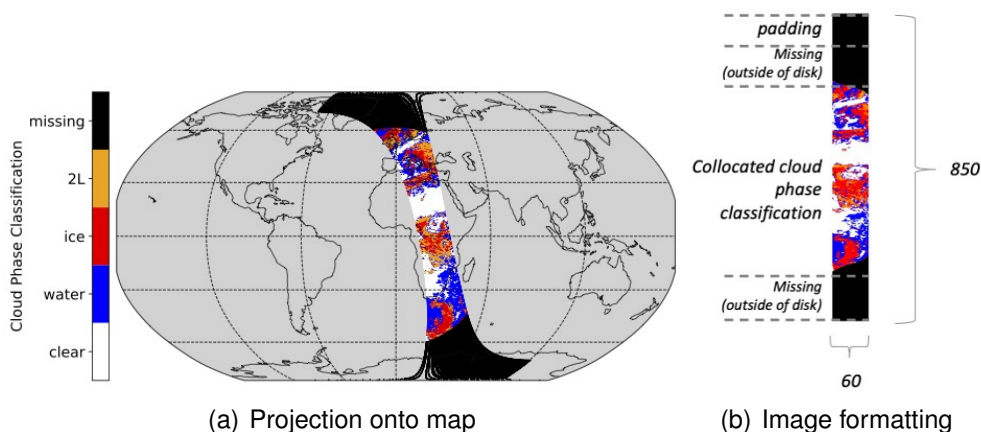 Cloud Phase Classification
missing
2L
ice
water
clear
(a) Projection onto map
padding
Missing
(outside of disk)
Collocated cloud
phase
classification
Missing
(outside of disk)
850
60
(b) Image formatting